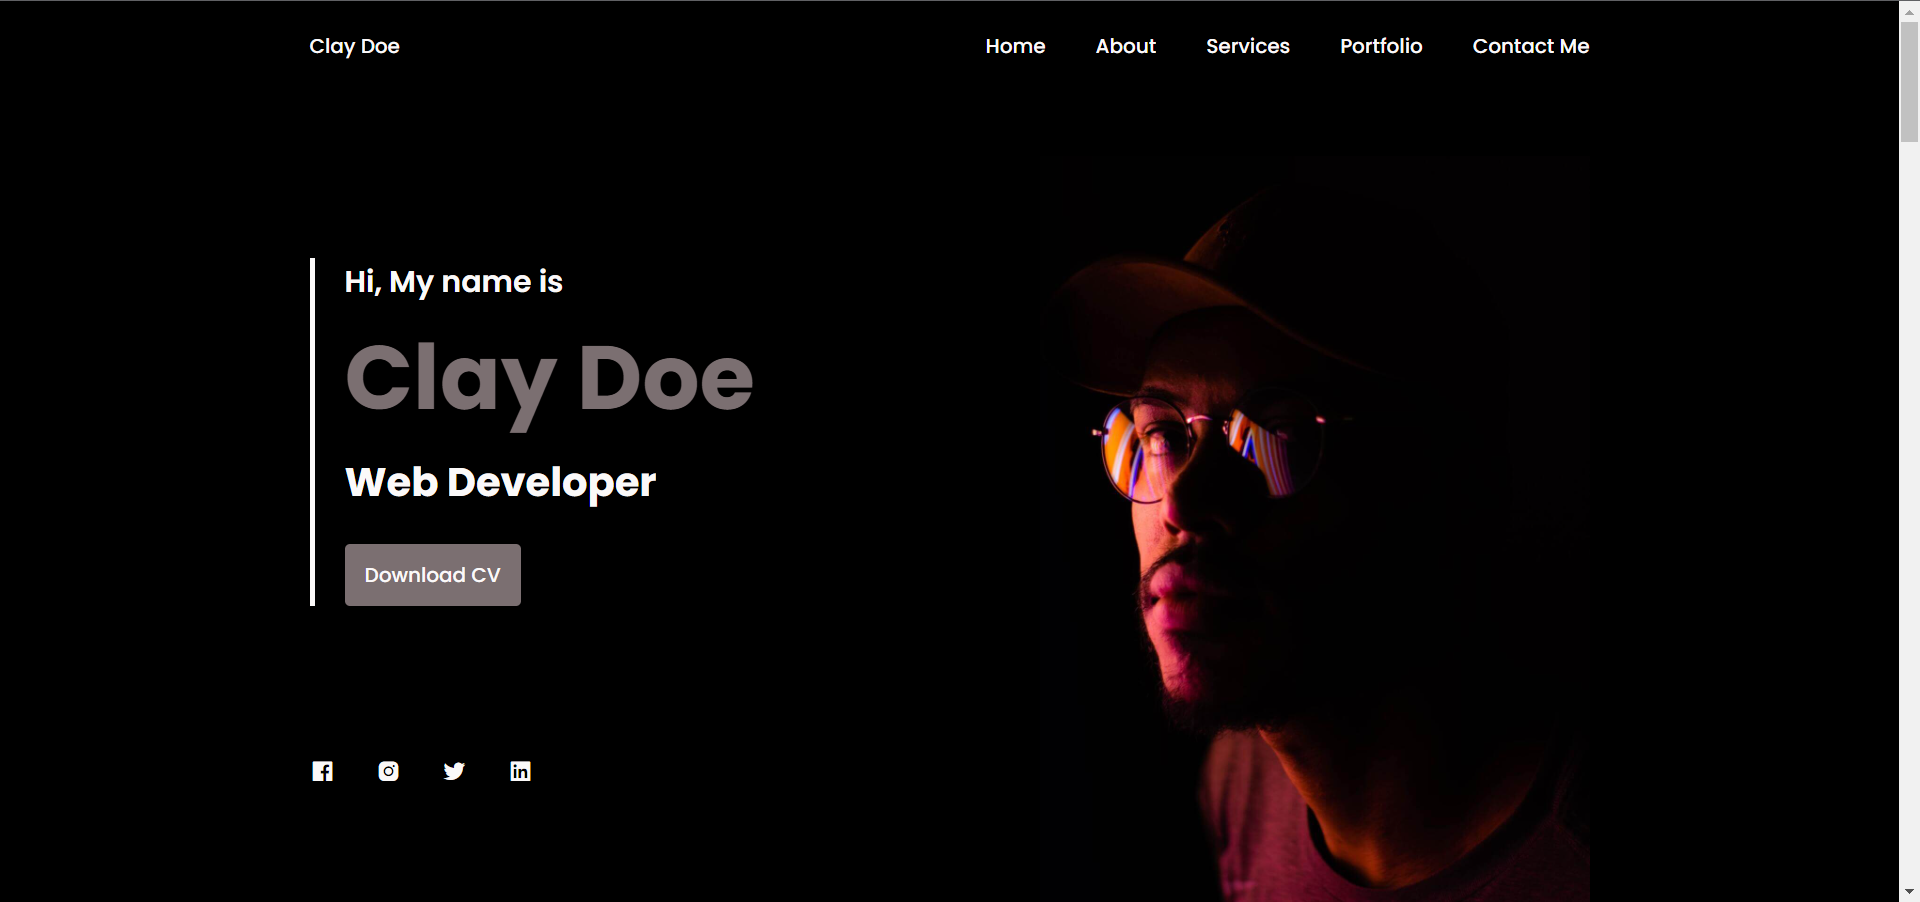 Clay Doe
Home About Services Portfolio Contact Me
Hi, My name is
Clay Doe
Web Developer
Download CV